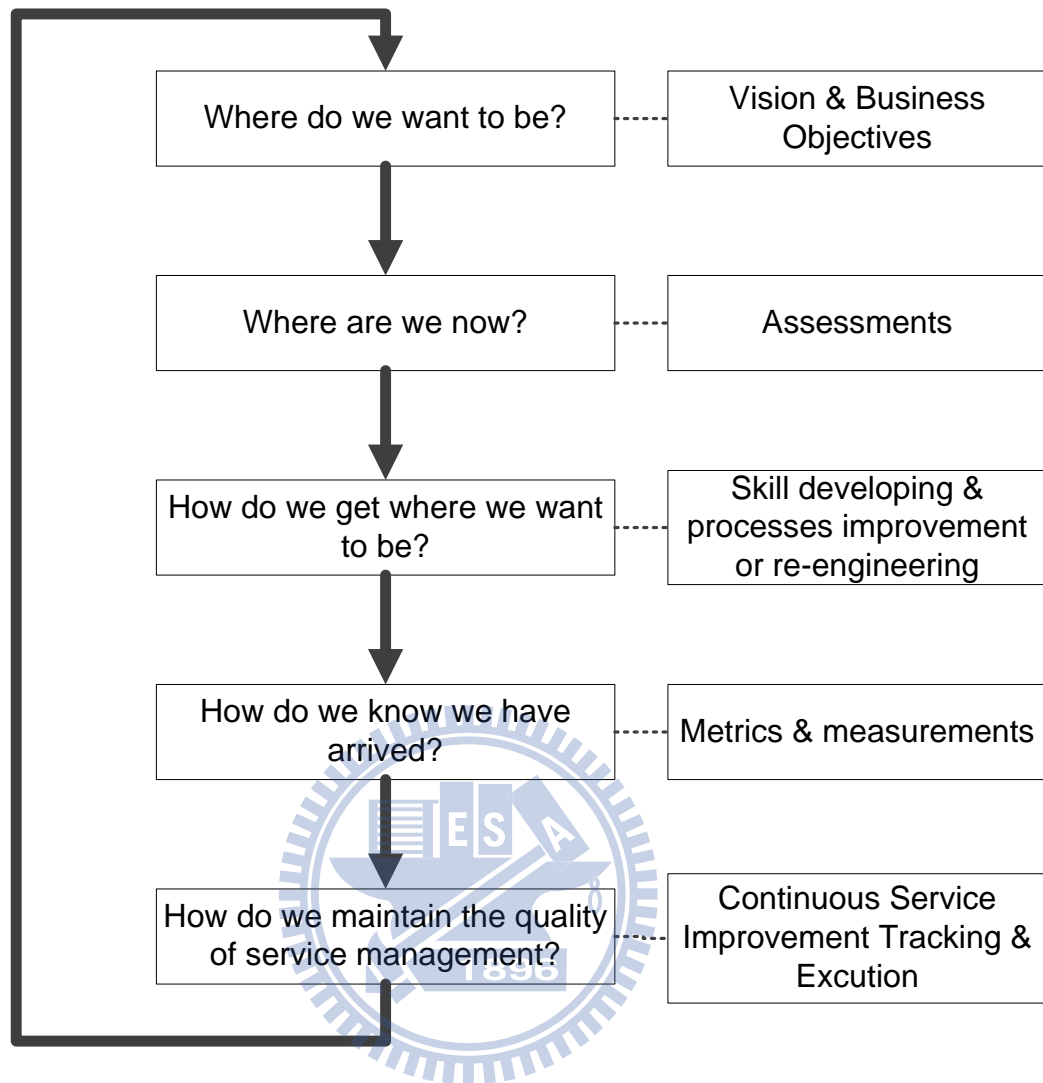 Where do we want to be?
Vision & Business
Objectives
Where are we now?
Assessments
How do we get where we want
to be?
Skill developing &
processes improvement
or re-engineering
How do we know we have
arrived?
Metrics & measurements
E S A
How do we maintain the quality
of service management?
Continuous Service
Improvement Tracking &
Excution
1896